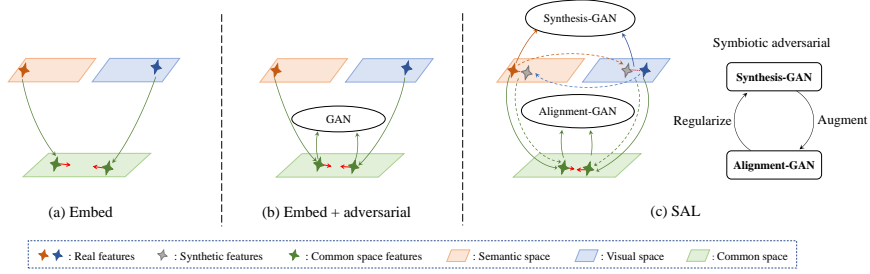 Synthesis-GAN
GAN
Alignment-GAN
Symbiotic adversarial
Synthesis-GAN
Regularize
Augment
Alignment-GAN
(a) Embed
(b) Embed + adversarial
(c) SAL
: Real features
: Synthetic features
: Common space features
: Semantic space
: Visual space
: Common space